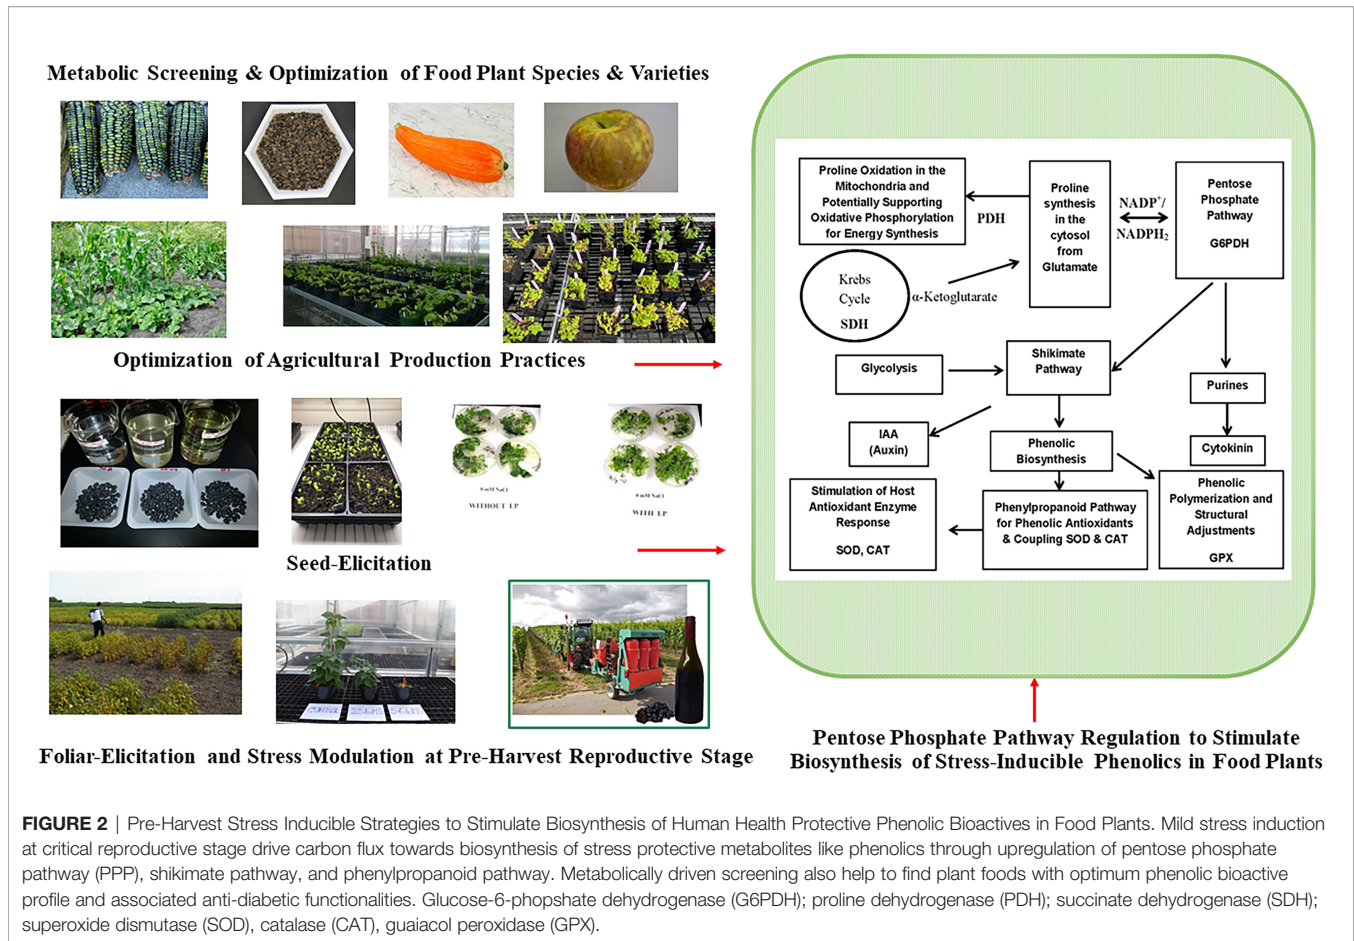 Metabolic Screening & Optimization of Food Plant Species & Varieties
Optimization of Agricultural Production Practices
0 mM NaCl
WITHOUT LP
0 mM NaCl
WITH LP
Seed-Elicitation
CONTROL
Foliar-Elicitation and Stress Modulation at Pre-Harvest Reproductive Stage
Proline Oxidation in the
Mitochondria and
Potentially Supporting
Oxidative Phosphorylation
for Energy Synthesis
PDH
Proline
synthesis
in the
cytosol
from
Glutamate
NADP⁺/
NADPH₂
Pentose
Phosphate
Pathway
G6PDH
Krebs
Cycle
SDH
α-Ketoglutarate
Glycolysis
Shikimate
Pathway
Purines
IAA
(Auxin)
Phenolic
Biosynthesis
Cytokinin
Stimulation of Host
Antioxidant Enzyme
Response
SOD, CAT
Phenylpropanoid Pathway
for Phenolic Antioxidants
& Coupling SOD & CAT
Phenolic
Polymerization and
Structural
Adjustments
GPX
Pentose Phosphate Pathway Regulation to Stimulate
Biosynthesis of Stress-Inducible Phenolics in Food Plants
FIGURE 2 | Pre-Harvest Stress Inducible Strategies to Stimulate Biosynthesis of Human Health Protective Phenolic Bioactives in Food Plants. Mild stress induction
at critical reproductive stage drive carbon flux towards biosynthesis of stress protective metabolites like phenolics through upregulation of pentose phosphate
pathway (PPP), shikimate pathway, and phenylpropanoid pathway. Metabolically driven screening also help to find plant foods with optimum phenolic bioactive
profile and associated anti-diabetic functionalities. Glucose-6-phopshate dehydrogenase (G6PDH); proline dehydrogenase (PDH); succinate dehydrogenase (SDH);
superoxide dismutase (SOD), catalase (CAT), guaiacol peroxidase (GPX).